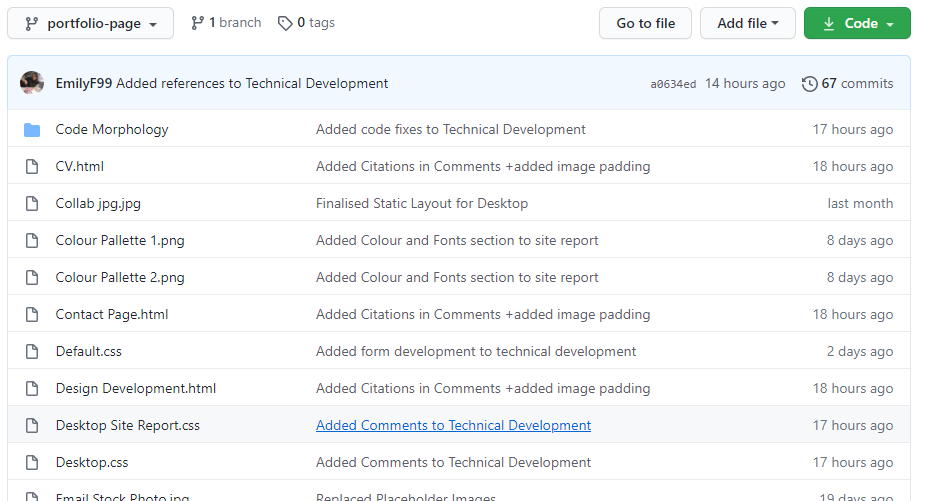 portfolio-page 1 branch 0 tags Go to file Add file Code
EmilyF99 Added references to Technical Development a0634ed 14 hours ago 67 commits
Code Morphology Added code fixes to Technical Development 17 hours ago
CV.html Added Citations in Comments +added image padding 18 hours ago
Collab jpg.jpg Finalised Static Layout for Desktop last month
Colour Pallette 1.png Added Colour and Fonts section to site report 8 days ago
Colour Pallette 2.png Added Colour and Fonts section to site report 8 days ago
Contact Page.html Added Citations in Comments +added image padding 18 hours ago
Default.css Added form development to technical development 2 days ago
Design Development.html Added Citations in Comments +added image padding 18 hours ago
Desktop Site Report.css Added Comments to Technical Development 17 hours ago
Desktop.css Added Comments to Technical Development 17 hours ago
Email Stock Photo.jpg Replaced Placeholder Images 19 days ago